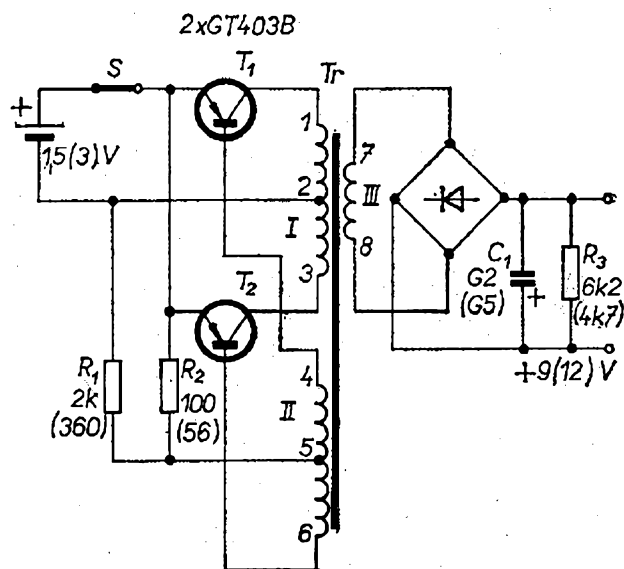 2xGT403B
S
T1
Tr
+
1,5(3)V
1
2
I
3
7
III
8
C1
G2
(G5)
+
R3
6k2
(4k7)
+9(12)V
T2
R1
2k
(360)
R2
100
(56)
4
II
5
6